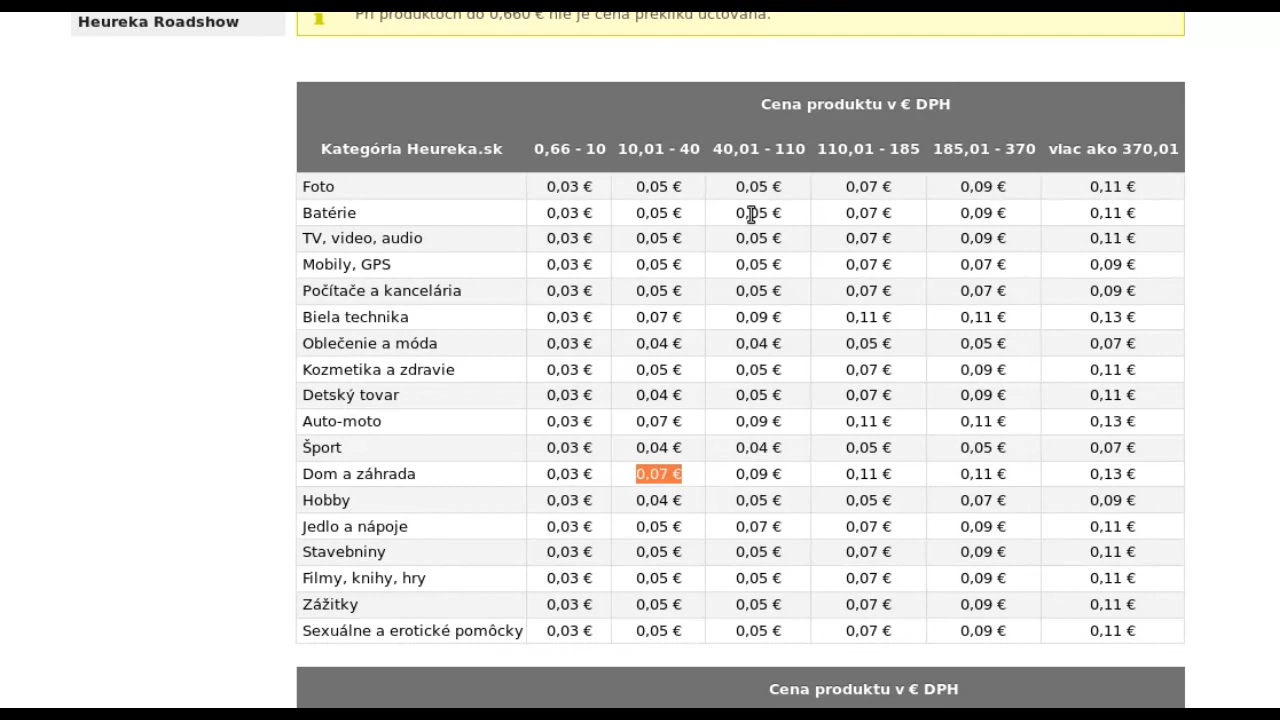 Heureka Roadshow
Pri produktoch do 0,660 € nie je cena prekliku účtovaná.
Cena produktu v € DPH
Kategória Heureka.sk 0,66 - 10 10,01 - 40 40,01 - 110 110,01 - 185 185,01 - 370 viac ako 370,01
Foto 0,03 € 0,05 € 0,05 € 0,07 € 0,09 € 0,11 €
Batérie 0,03 € 0,05 € 0,05 € 0,07 € 0,09 € 0,11 €
TV, video, audio 0,03 € 0,05 € 0,05 € 0,07 € 0,09 € 0,11 €
Mobily, GPS 0,03 € 0,05 € 0,05 € 0,07 € 0,07 € 0,09 €
Počítače a kancelária 0,03 € 0,05 € 0,05 € 0,07 € 0,07 € 0,09 €
Biela technika 0,03 € 0,07 € 0,09 € 0,11 € 0,11 € 0,13 €
Oblečenie a móda 0,03 € 0,04 € 0,04 € 0,05 € 0,05 € 0,07 €
Kozmetika a zdravie 0,03 € 0,05 € 0,05 € 0,07 € 0,09 € 0,11 €
Detský tovar 0,03 € 0,04 € 0,05 € 0,07 € 0,09 € 0,11 €
Auto-moto 0,03 € 0,07 € 0,09 € 0,11 € 0,11 € 0,13 €
Šport 0,03 € 0,04 € 0,04 € 0,05 € 0,05 € 0,07 €
Dom a záhrada 0,03 € 0,07 € 0,09 € 0,11 € 0,11 € 0,13 €
Hobby 0,03 € 0,04 € 0,05 € 0,05 € 0,07 € 0,09 €
Jedlo a nápoje 0,03 € 0,05 € 0,07 € 0,07 € 0,09 € 0,11 €
Stavebniny 0,03 € 0,05 € 0,05 € 0,07 € 0,09 € 0,11 €
Filmy, knihy, hry 0,03 € 0,05 € 0,05 € 0,07 € 0,09 € 0,11 €
Zážitky 0,03 € 0,05 € 0,05 € 0,07 € 0,09 € 0,11 €
Sexuálne a erotické pomôcky 0,03 € 0,05 € 0,05 € 0,07 € 0,09 € 0,11 €
Cena produktu v € DPH